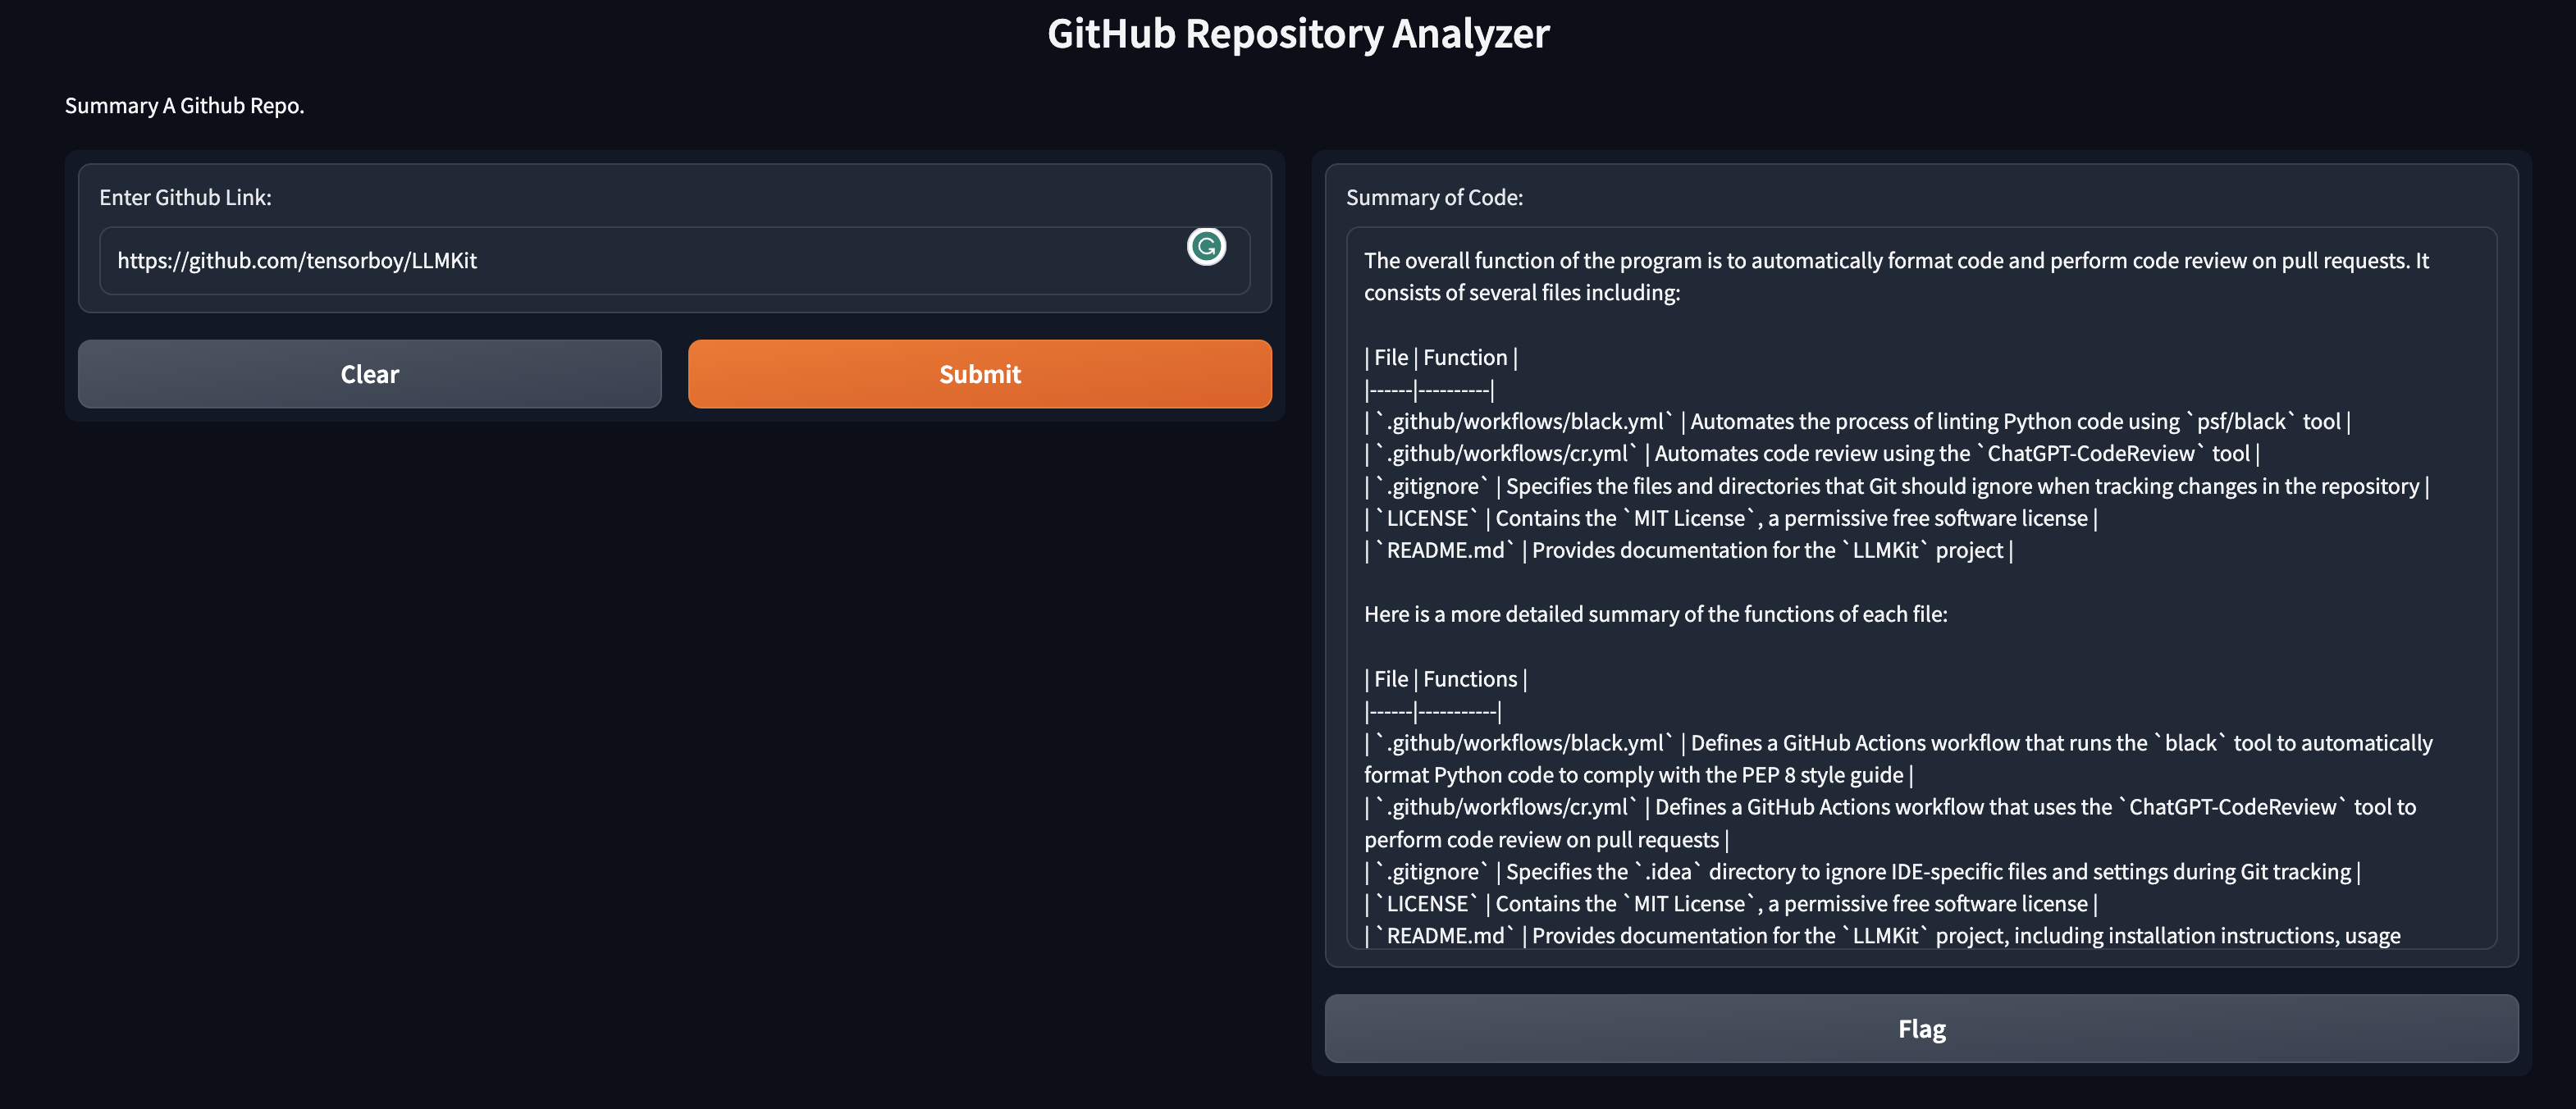 GitHub Repository Analyzer
Summary A Github Repo.
Enter Github Link:
https://github.com/tensorboy/LLMKit
Clear
Submit
Summary of Code:
The overall function of the program is to automatically format code and perform code review on pull requests. It
consists of several files including:
| File | Function |
|------|----------|
| `.github/workflows/black.yml` | Automates the process of linting Python code using `psf/black` tool |
| `.github/workflows/cr.yml` | Automates code review using the `ChatGPT-CodeReview` tool |
| `.gitignore` | Specifies the files and directories that Git should ignore when tracking changes in the repository |
| `LICENSE` | Contains the `MIT License`, a permissive free software license |
| `README.md` | Provides documentation for the `LLMKit` project |
Here is a more detailed summary of the functions of each file:
| File | Functions |
|------|-----------|
| `.github/workflows/black.yml` | Defines a GitHub Actions workflow that runs the `black` tool to automatically
format Python code to comply with the PEP 8 style guide |
| `.github/workflows/cr.yml` | Defines a GitHub Actions workflow that uses the `ChatGPT-CodeReview` tool to
perform code review on pull requests |
| `.gitignore` | Specifies the `.idea` directory to ignore IDE-specific files and settings during Git tracking |
| `LICENSE` | Contains the `MIT License`, a permissive free software license |
| `README.md` | Provides documentation for the `LLMKit` project, including installation instructions, usage
Flag